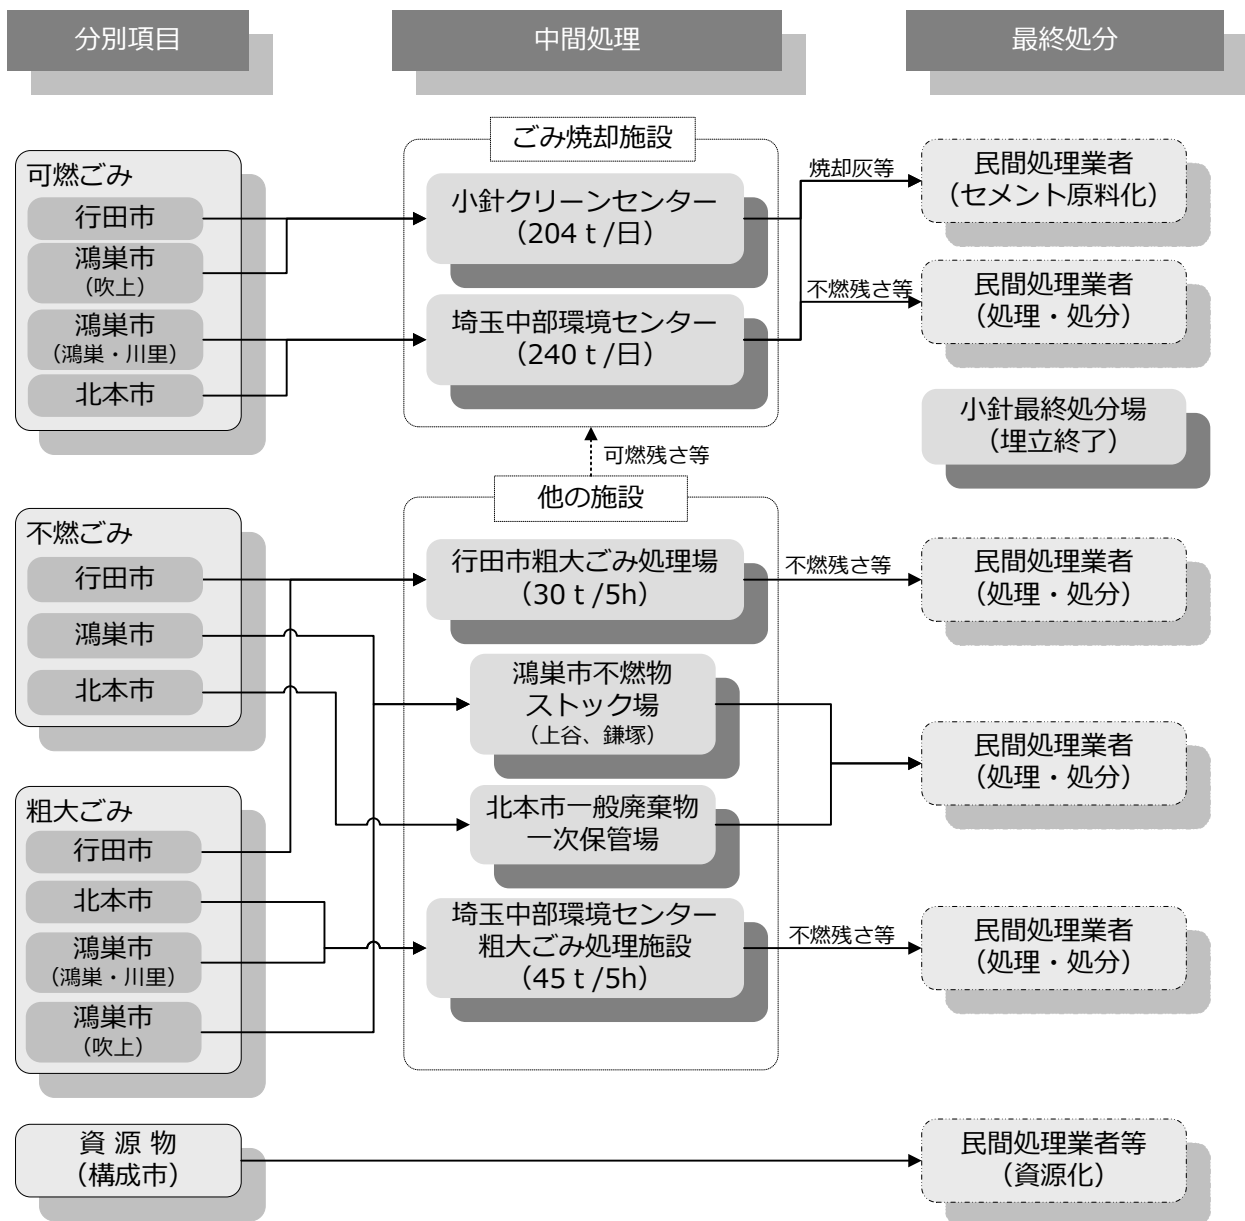 分別項目
中間処理
最終処分
可燃ごみ
行田市
鴻巣市
（吹上）
鴻巣市
（鴻巣・川里）
北本市
ごみ焼却施設
小針クリーンセンター
（204ｔ/日）
埼玉中部環境センター
（240ｔ/日）
焼却灰等
不燃残さ等
民間処理業者
（セメント原料化）
民間処理業者
（処理・処分）
小針最終処分場
（埋立終了）
可燃残さ等
不燃ごみ
行田市
鴻巣市
北本市
他の施設
行田市粗大ごみ処理場
（30ｔ/5h）
鴻巣市不燃物
ストック場
（上谷、鎌塚）
北本市一般廃棄物
一次保管場
埼玉中部環境センター
粗大ごみ処理施設
（45ｔ/5h）
不燃残さ等
民間処理業者
（処理・処分）
民間処理業者
（処理・処分）
不燃残さ等
民間処理業者
（処理・処分）
粗大ごみ
行田市
北本市
鴻巣市
（鴻巣・川里）
鴻巣市
（吹上）
資 源 物
（構成市）
民間処理業者等
（資源化）